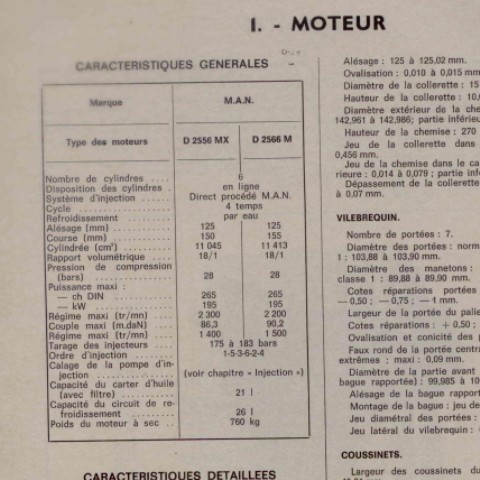 I. - MOTEUR
CARACTERISTIQUES GENERALES
Marque M.A.N.
Type des moteurs D 2556 MX D 2566 M
Nombre de cylindres .... 6
Disposition des cylindres . en ligne
Système d'injection ..... Direct procédé M.A.N.
Cycle ................. 4 temps
Refroidissement ........ par eau
Alésage (mm) .......... 125 125
Course (mm) .......... 150 155
Cylindrée (cm³) ........ 11 045 11 413
Rapport volumétrique ... 18/1 18/1
Pression de compression
(bars) ............... 28 28
Puissance maxi :
— ch DIN .......... 265 265
— kW .............. 195 195
Régime maxi (tr/mn) ... 2 300 2 200
Couple maxi (m.daN) ... 86,3 90,2
Régime maxi (tr/mn) ... 1 400 1 500
Tarage des injecteurs ... 175 à 183 bars
Ordre d'injection ....... 1-5-3-6-2-4
Calage de la pompe d'in-
jection .............. (voir chapitre « Injection »)
Capacité du carter d'huile
(avec filtre) .......... 21 l
Capacité du circuit de re-
froidissement ......... 26 l
Poids du moteur à sec .. 760 kg
CARACTERISTIQUES DETAILLEES
Alésage : 125 à 125,02 mm.
Ovalisation : 0,010 à 0,015 mm
Diamètre de la collerette : 15
Hauteur de la collerette : 10,
Diamètre extérieur de la che
142,961 à 142,986; partie inférieur
Hauteur de la chemise : 270
Jeu de la collerette dans
0,456 mm.
Jeu de la chemise dans le ca
rieure : 0,014 à 0,079 ; partie inf
Dépassement de la collerette
à 0,07 mm.
VILEBREQUIN.
Nombre de portées : 7.
Diamètre des portées : norm
1 : 103,88 à 103,90 mm.
Diamètre des manetons :
classe 1 : 89,88 à 89,90 mm.
Cotes réparations portées
— 0,50 ; — 0,75 ; — 1 mm.
Largeur de la portée du palie
Cotes réparations : + 0,50 ;
Ovalisation et conicité des p
Faux rond de la portée centr
extrêmes : maxi : 0,09 mm.
Diamètre de la partie avant
bague rapportée) : 99,985 à 10
Alésage de la bague rapport
Montage de la bague : jeu de
Jeu diamétral des portées :
Jeu latéral du vilebrequin :
COUSSINETS.
Largeur des coussinets du